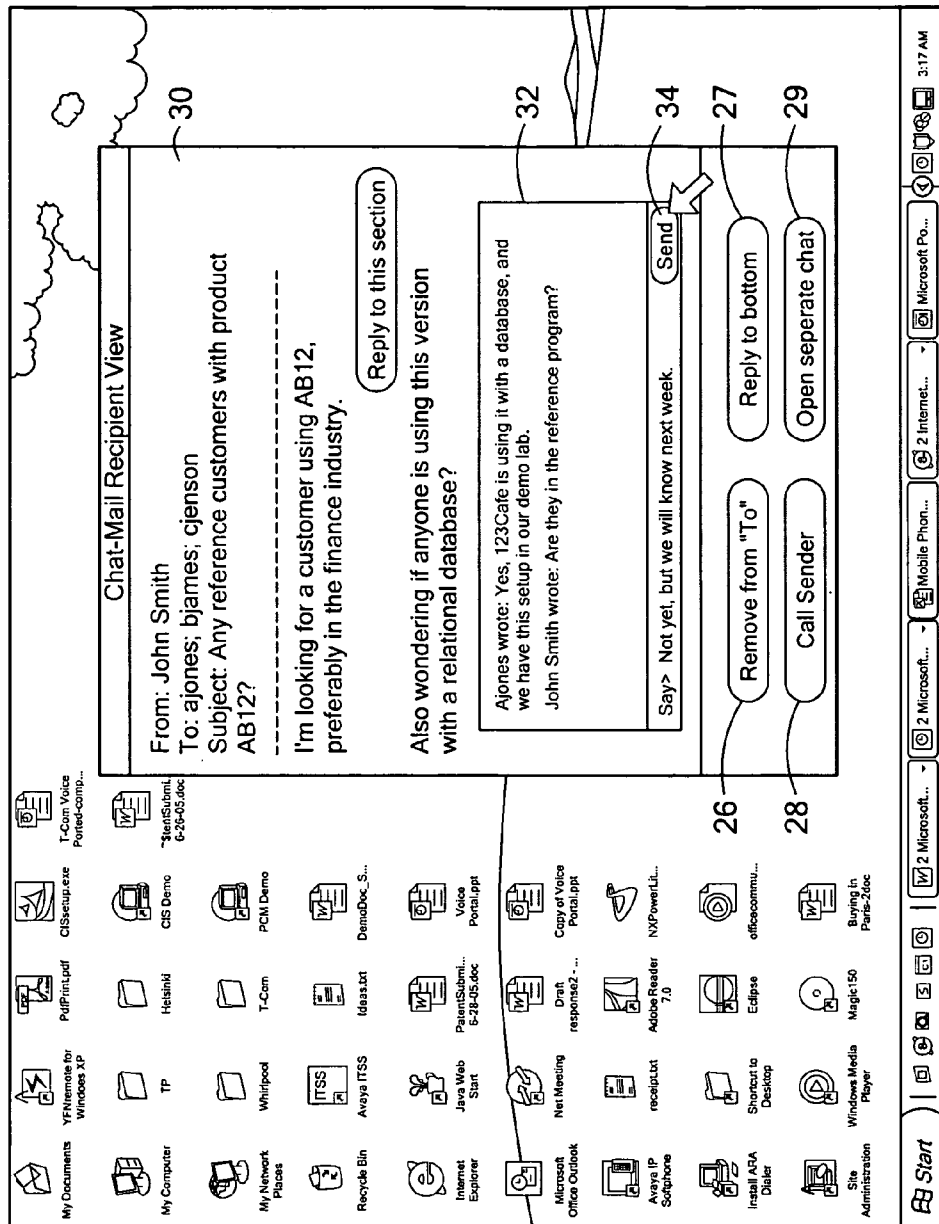 My Documents
YFNremote for
Windoes XP
PdfPrint.pdf
CISsetup.exe
T-Com Voice
Ported-comp...
My Computer
TP
Helsinki
CIS Demo
~$tentSubmi...
6-26-05.doc
My Network
Places
Whirlpool
T-Com
PCM Demo
Recycle Bin
ITSS
Avaya ITSS
Ideas.txt
DemoDoc_S...
Internet
Explorer
Java Web
Start
PatentSubmi...
6-28-05.doc
Voice
Portal.ppt
Microsoft
Office Outlook
Net Meeting
Draft
response2 - ...
Copy of Voice
Portal.ppt
Avaya IP
Softphone
receipt.txt
Adobe Reader
7.0
NXPowerLit...
Install ARA
Dialer
Shortcut to
Desktop
Eclipse
officecommu...
Site
Administration
Windows Media
Player
Magic150
Buying in
Paris-2doc
Chat-Mail Recipient View
From: John Smith
To: ajones; bjames; cjenson
Subject: Any reference customers with product
AB12?
I'm looking for a customer using AB12,
preferably in the finance industry.
Reply to this section
Also wondering if anyone is using this version
with a relational database?
Ajones wrote: Yes, 123Cafe is using it with a database, and
we have this setup in our demo lab.
John Smith wrote: Are they in the reference program?
Say> Not yet, but we will know next week.
Send
Remove from "To"
Reply to bottom
Call Sender
Open seperate chat
30
32
34
26
27
28
29
Start
W 2 Microsoft...
2 Microsoft...
Mobile Phon...
2 Internet...
Microsoft Po...
3:17 AM